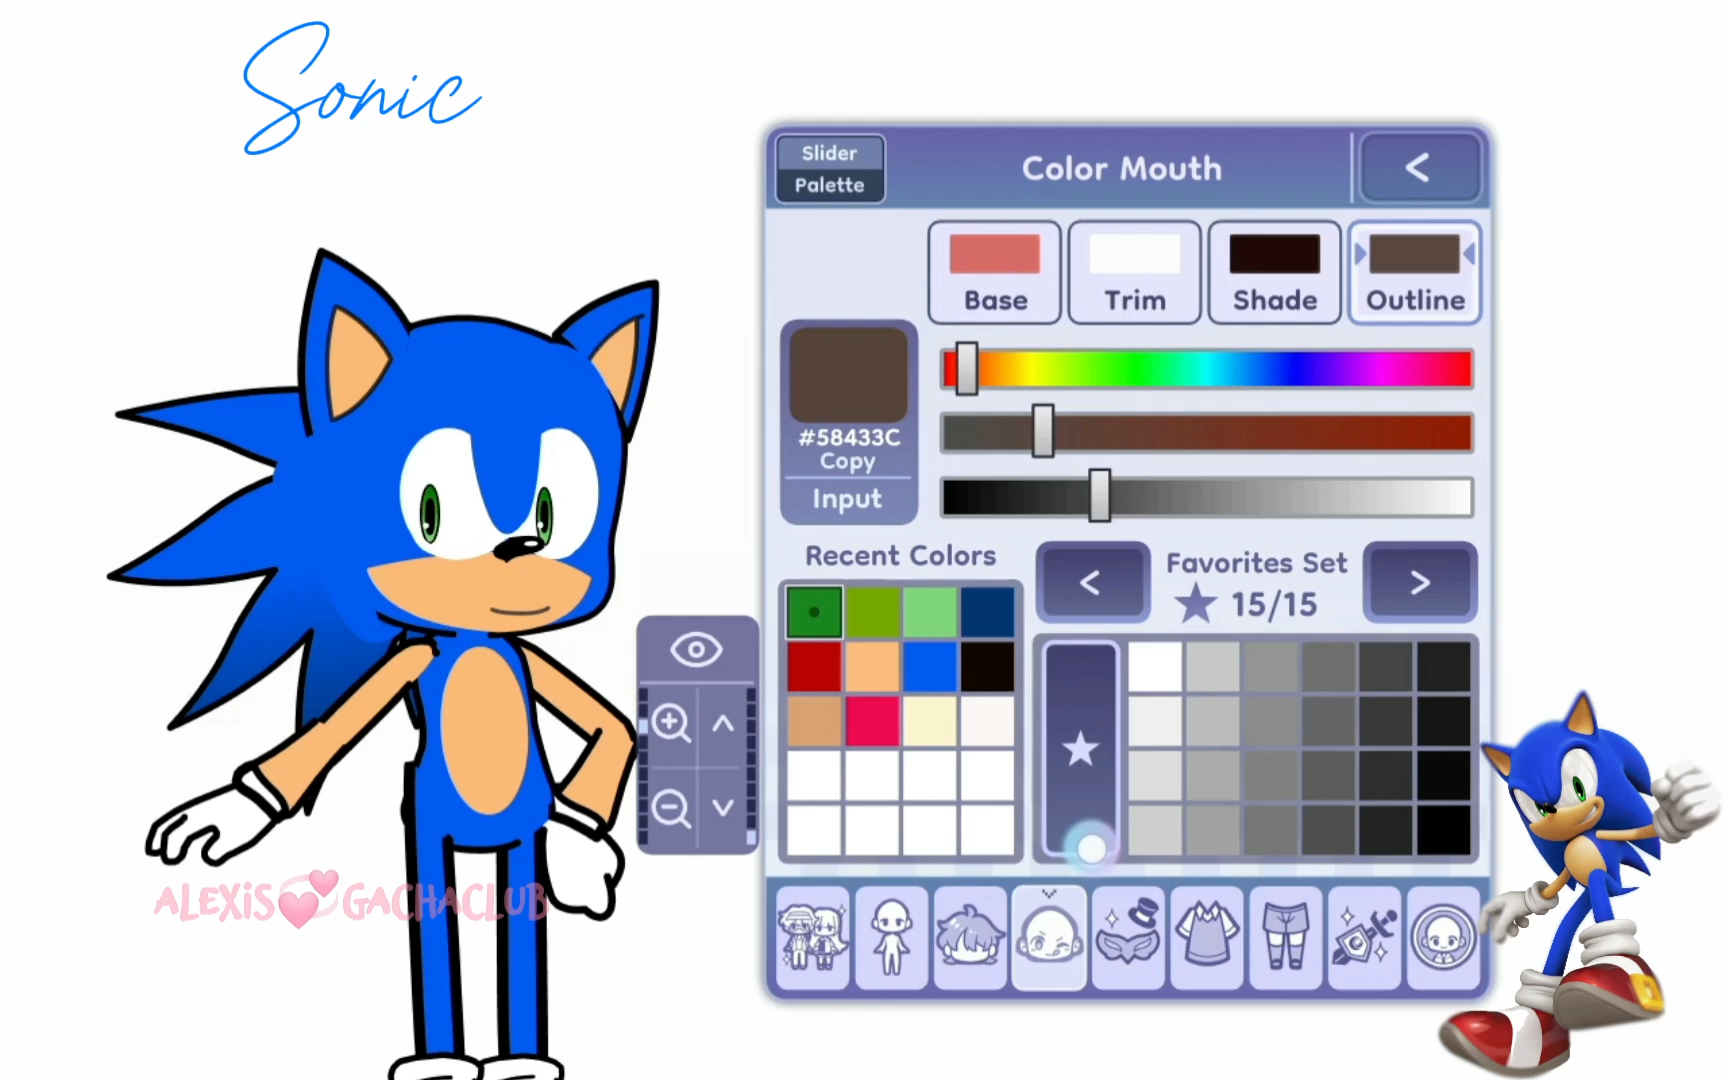 Sonic
Slider
Palette
Color Mouth
<
Base
Trim
Shade
Outline
#58433C
Copy
Input
Recent Colors
<
Favorites Set
15/15
>
ALEXiS GACHACLUB